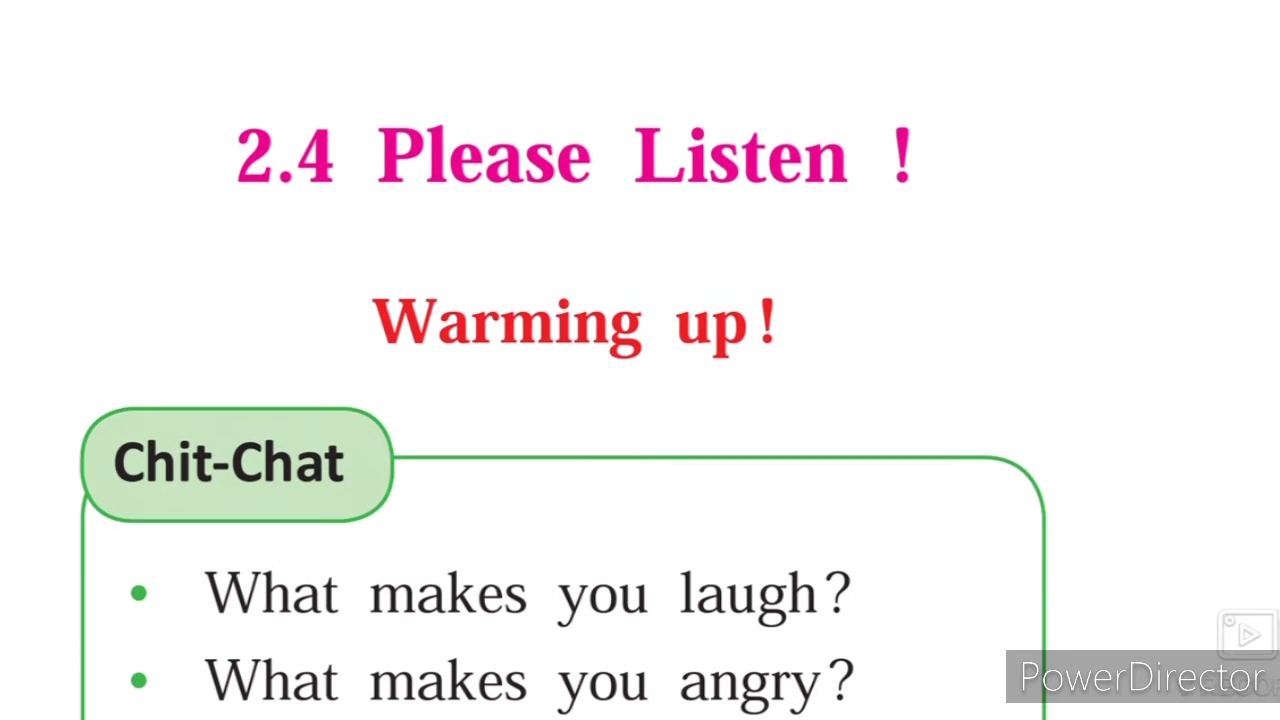 2.4 Please Listen !
Warming up!
Chit-Chat
• What makes you laugh?
• What makes you angry?
PowerDirector